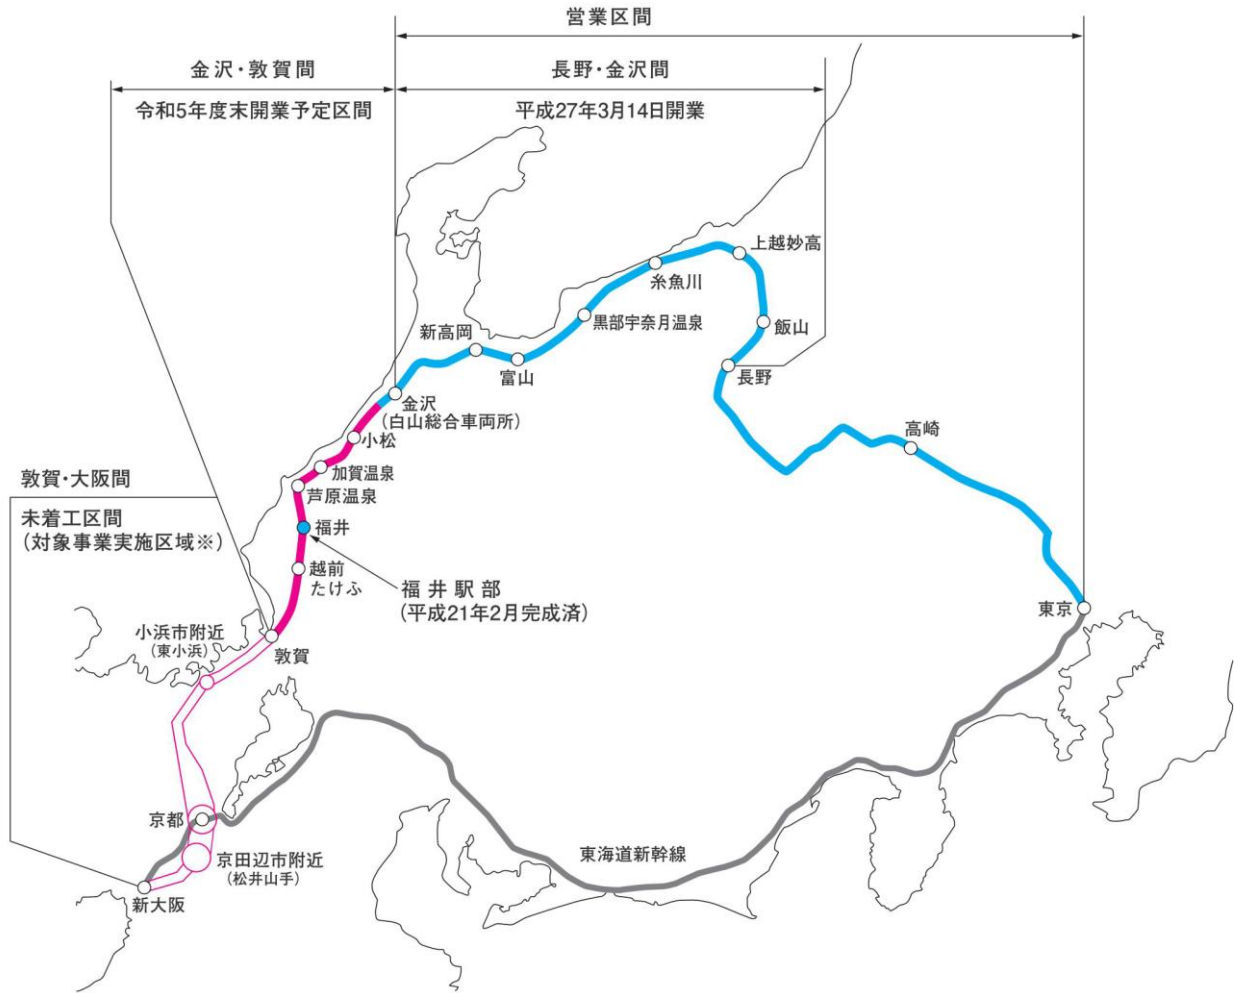 営業区間
金沢・敦賀間
長野・金沢間
令和5年度末開業予定区間
平成27年3月14日開業
上越妙高
糸魚川
黒部宇奈月温泉
飯山
新高岡
富山
長野
金沢
(白山総合車両所)
高崎
小松
加賀温泉
芦原温泉
敦賀・大阪間
未着工区間
(対象事業実施区域※)
福井
越前
たけふ
福井駅部
(平成21年2月完成済)
東京
小浜市附近
(東小浜)
敦賀
京都
京田辺市附近
(松井山手)
東海道新幹線
新大阪